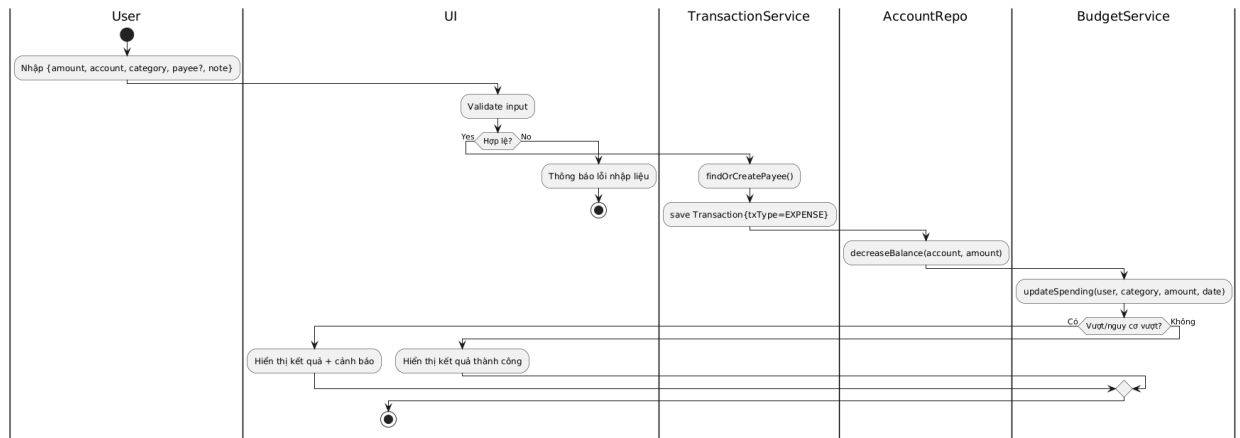 User
UI
TransactionService
AccountRepo
BudgetService
Nhập {amount, account, category, payee?, note}
Validate input
Yes
Hợp lệ?
No
Thông báo lỗi nhập liệu
findOrCreatePayee()
save Transaction{txType=EXPENSE}
decreaseBalance(account, amount)
updateSpending(user, category, amount, date)
Có
Vượt/nguy cơ vượt?
Không
Hiển thị kết quả + cảnh báo
Hiển thị kết quả thành công